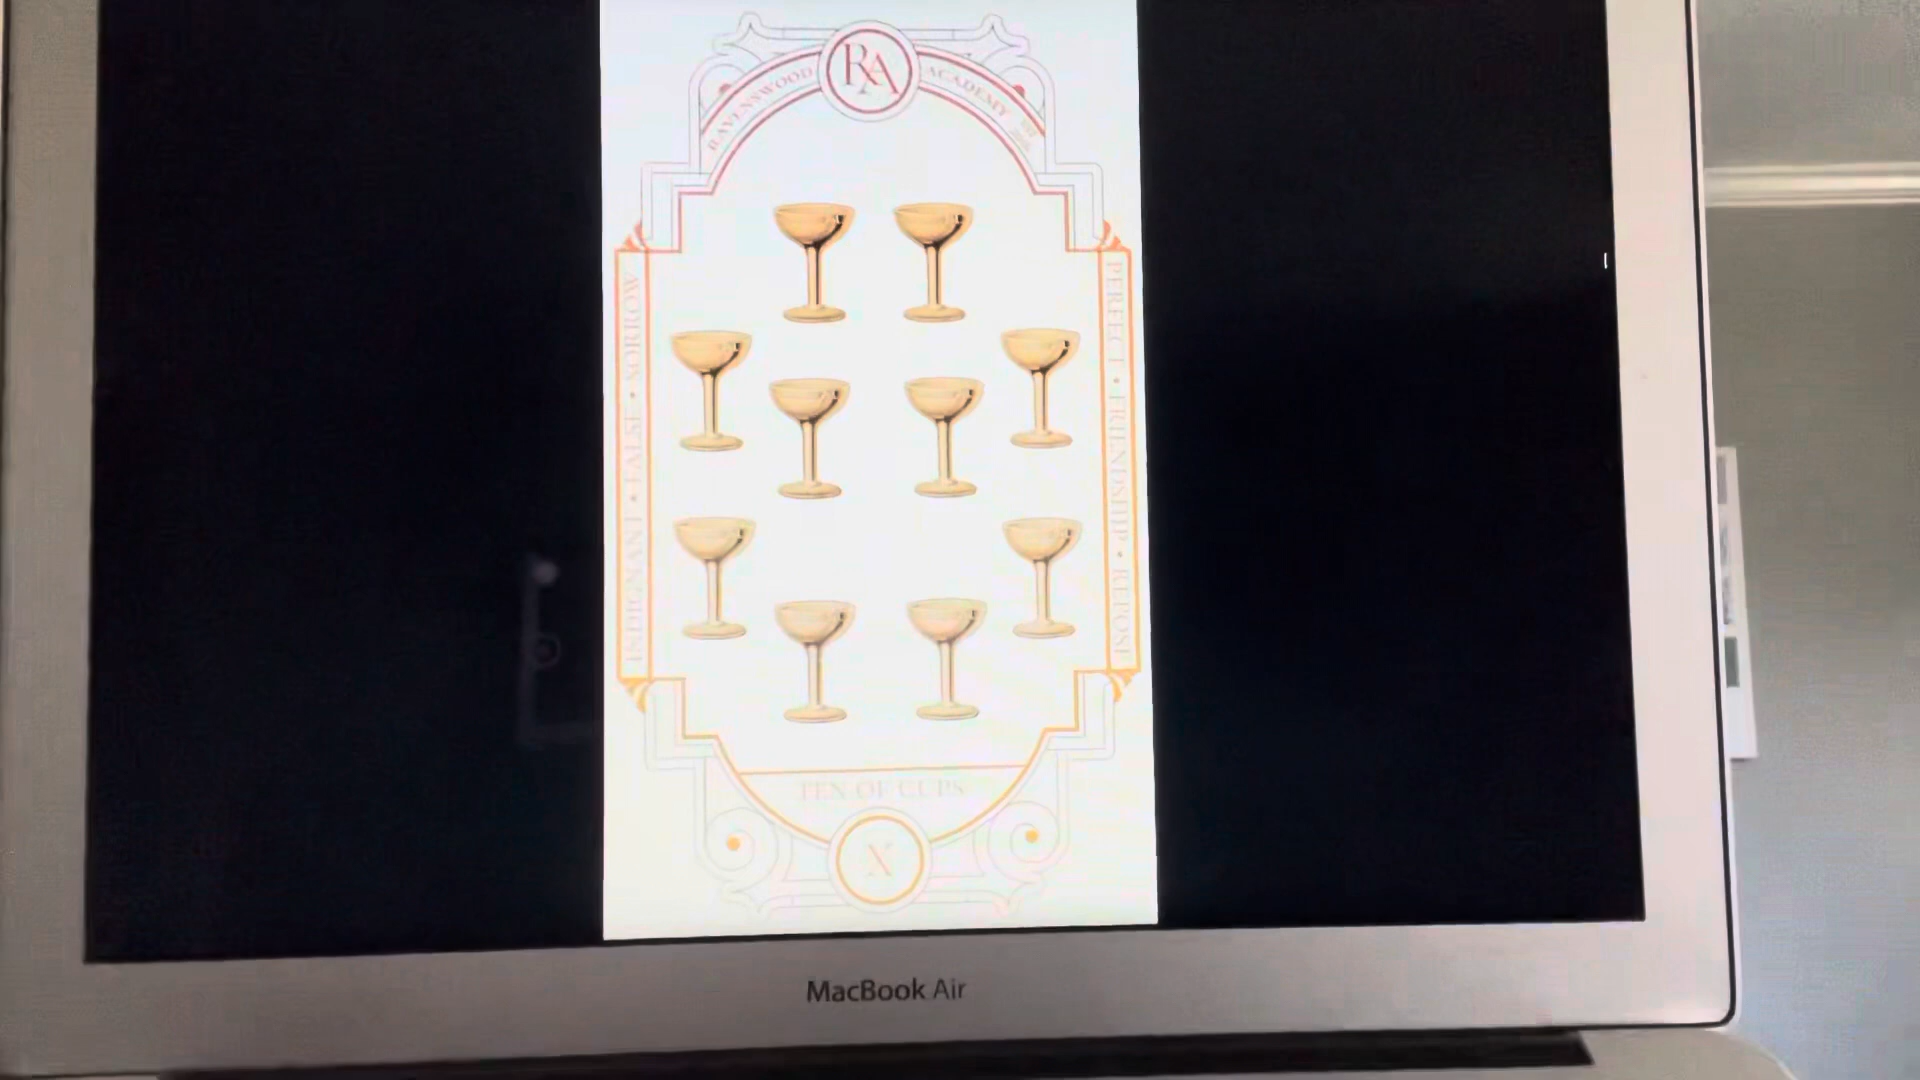 RAVENSWOOD RA ACADEMY
INDIGNANT • FALSE • SORROW
PERFECT • FRIENDSHIP • REPOSE
TEN OF CUPS
X
MacBook Air